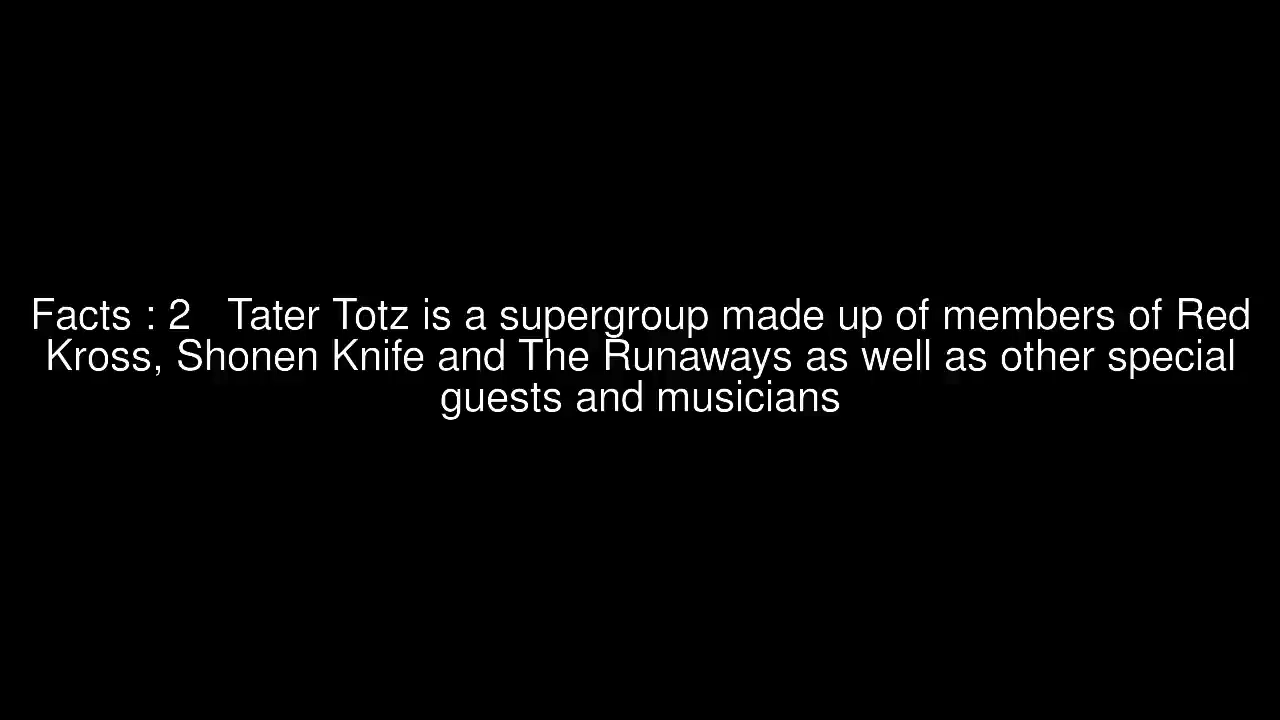 Facts : 2   Tater Totz is a supergroup made up of members of Red
Kross, Shonen Knife and The Runaways as well as other special
guests and musicians